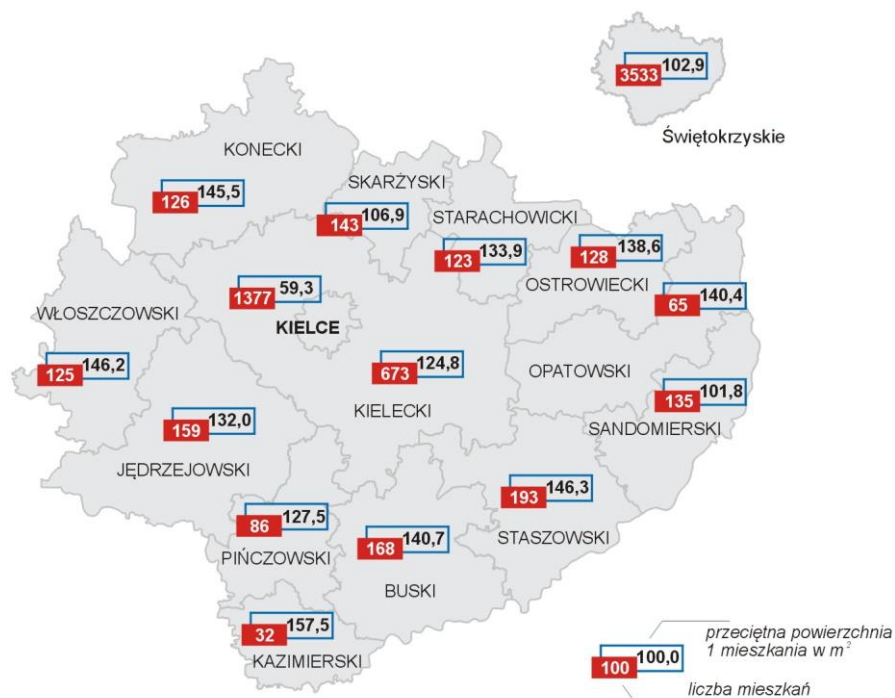 102,9
3533
Świętokrzyskie
KONECKI
145,5
126
SKARŻYSKI
106,9
143
STARACHOWICKI
133,9
123
138,6
128
OSTROWIECKI
140,4
65
59,3
1377
KIELCE
WŁOSZCZOWSKI
146,2
125
124,8
673
KIELECKI
OPATOWSKI
101,8
135
SANDOMIERSKI
132,0
159
JĘDRZEJOWSKI
146,3
193
STASZOWSKI
127,5
86
PIŃCZOWSKI
140,7
168
BUSKI
157,5
32
KAZIMIERSKI
przeciętna powierzchnia
1 mieszkania w m²
100,0
100
liczba mieszkań